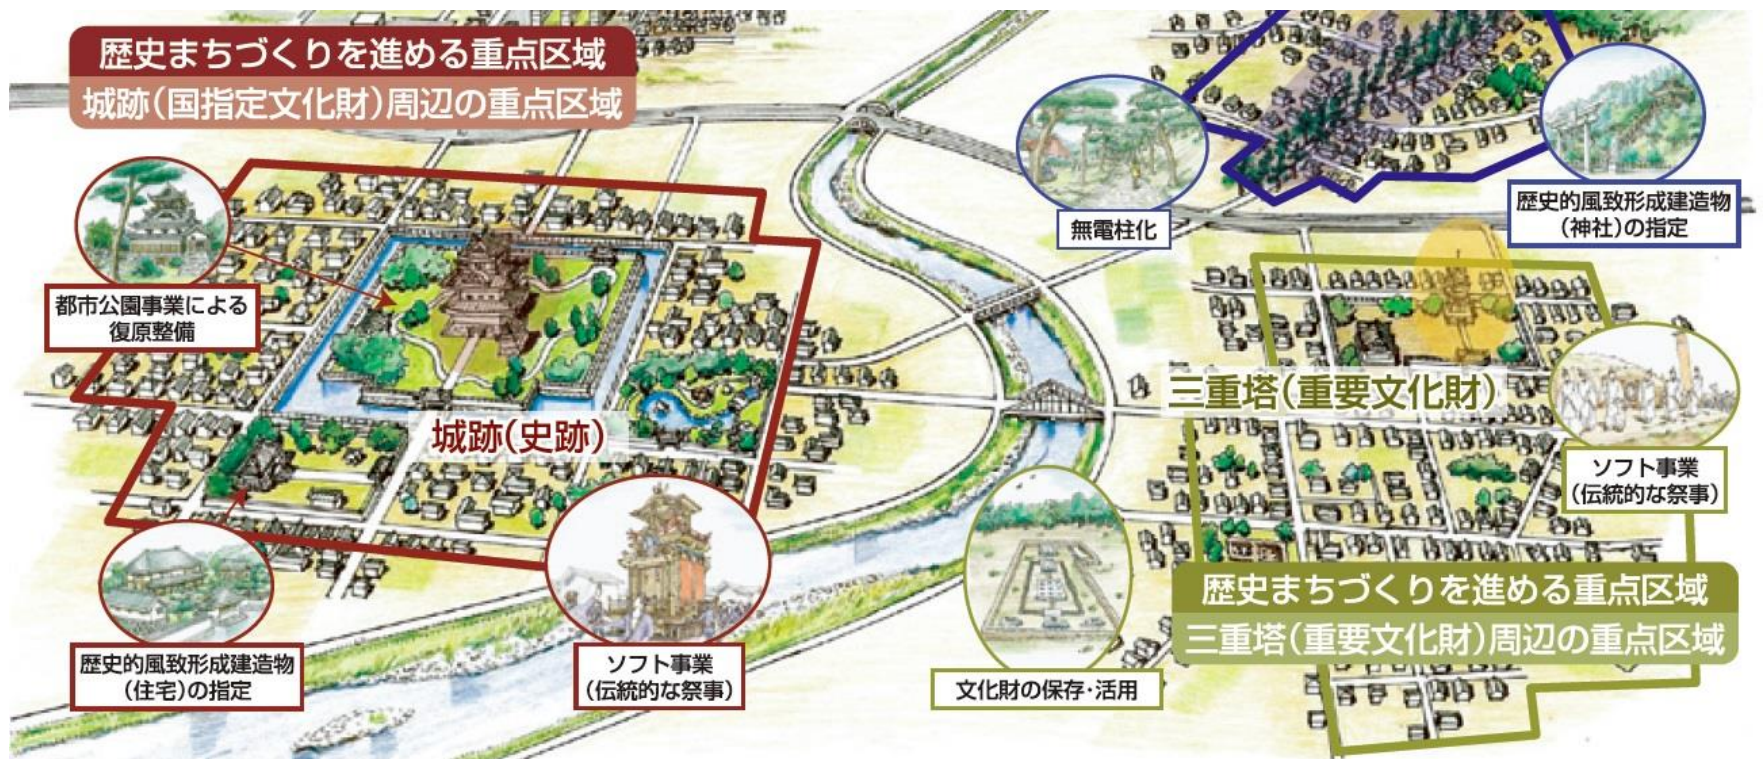 歴史まちづくりを進める重点区域
城跡(国指定文化財)周辺の重点区域
都市公園事業による
復原整備
城跡(史跡)
歴史的風致形成建造物
(住宅)の指定
ソフト事業
(伝統的な祭事)
無電柱化
歴史的風致形成建造物
(神社)の指定
三重塔(重要文化財)
ソフト事業
(伝統的な祭事)
文化財の保存・活用
歴史まちづくりを進める重点区域
三重塔(重要文化財)周辺の重点区域